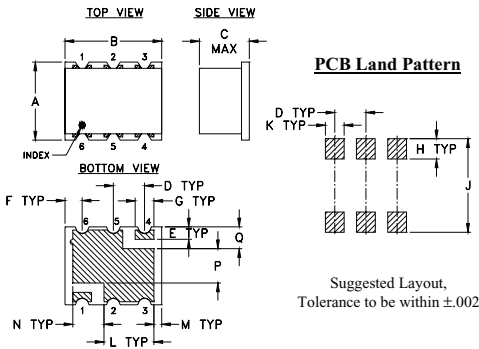 TOP VIEW
SIDE VIEW
B
C
MAX
1 2 3
A
6 5 4
INDEX
BOTTOM VIEW
F TYP
D TYP
G TYP
6 5 4
E TYP
Q
P
1 2 3
N TYP
M TYP
L TYP
PCB Land Pattern
D TYP
K TYP
H TYP
J
Suggested Layout,
Tolerance to be within ±.002